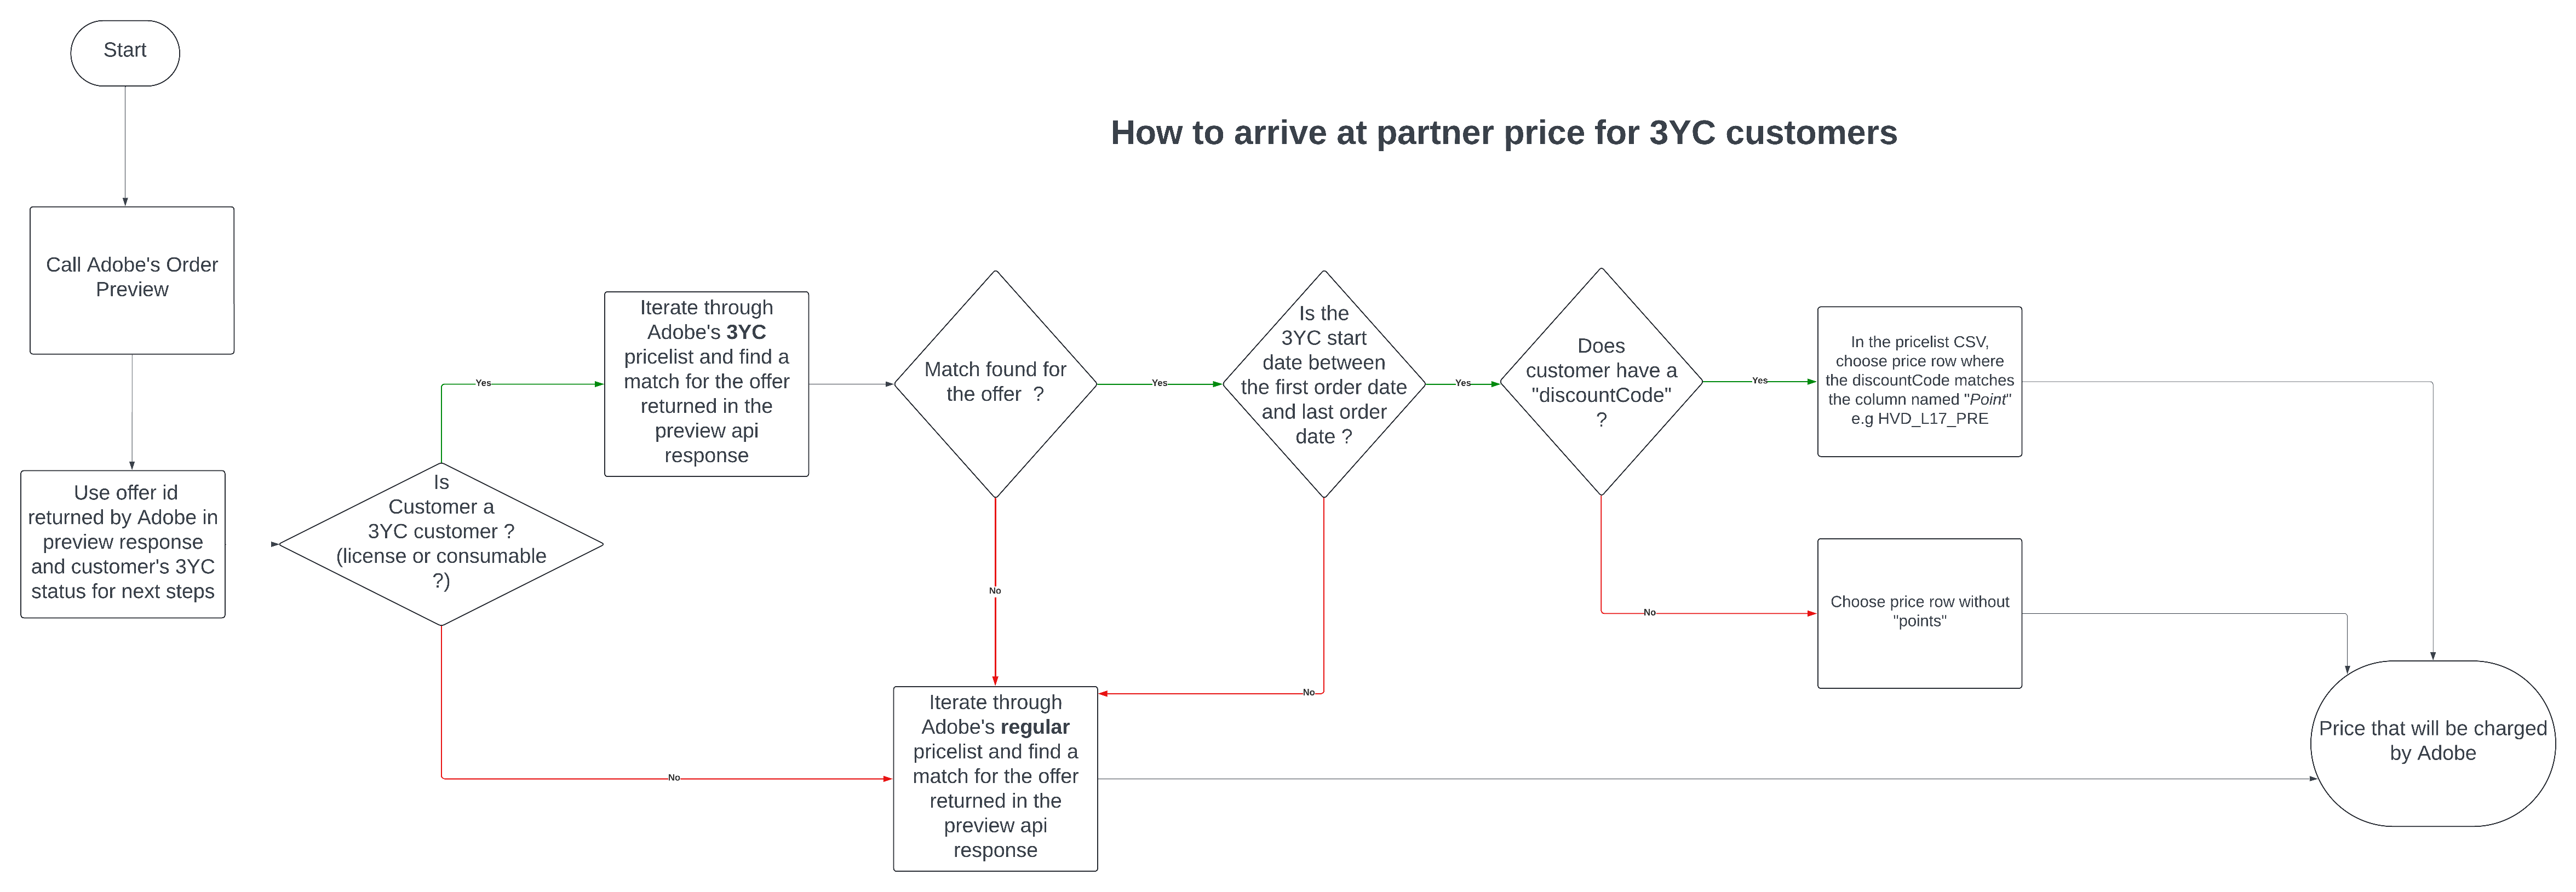 Start
How to arrive at partner price for 3YC customers
Call Adobe's Order
Preview
Use offer id
returned by Adobe in
preview response
and customer's 3YC
status for next steps
Is
Customer a
3YC customer ?
(license or consumable
?)
Yes
No
Iterate through
Adobe's 3YC
pricelist and find a
match for the offer
returned in the
preview api
response
Match found for
the offer ?
Yes
No
Is the
3YC start
date between
the first order date
and last order
date ?
Yes
No
Does
customer have a
"discountCode"
?
Yes
No
In the pricelist CSV,
choose price row where
the discountCode matches
the column named "Point"
e.g HVD_L17_PRE
Choose price row without
"points"
Iterate through
Adobe's regular
pricelist and find a
match for the offer
returned in the
preview api
response
Price that will be charged
by Adobe